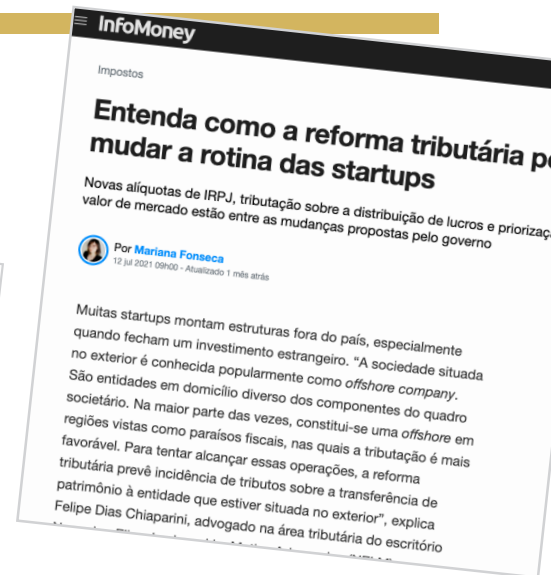 InfoMoney
Impostos
Entenda como a reforma tributária
mudar a rotina das startups
Novas alíquotas de IRPJ, tributação sobre a distribuição de lucros e
valor de mercado estão entre as mudanças propostas pelo governo
Por Mariana Fonseca
12 jul 2021 09h00 - Atualizado 1 mês atrás
Muitas startups montam estruturas fora do país, especialmente
quando fecham um investimento estrangeiro. “A sociedade situada
no exterior é conhecida popularmente como offshore company.
São entidades em domicílio diverso dos componentes do quadro
societário. Na maior parte das vezes, constitui-se uma offshore em
regiões vistas como paraísos fiscais, nas quais a tributação é mais
favorável. Para tentar alcançar essas operações, a reforma
tributária prevê incidência de tributos sobre a transferência de
patrimônio à entidade que estiver situada no exterior”, explica
Felipe Dias Chiaparini, advogado na área tributária do escritório